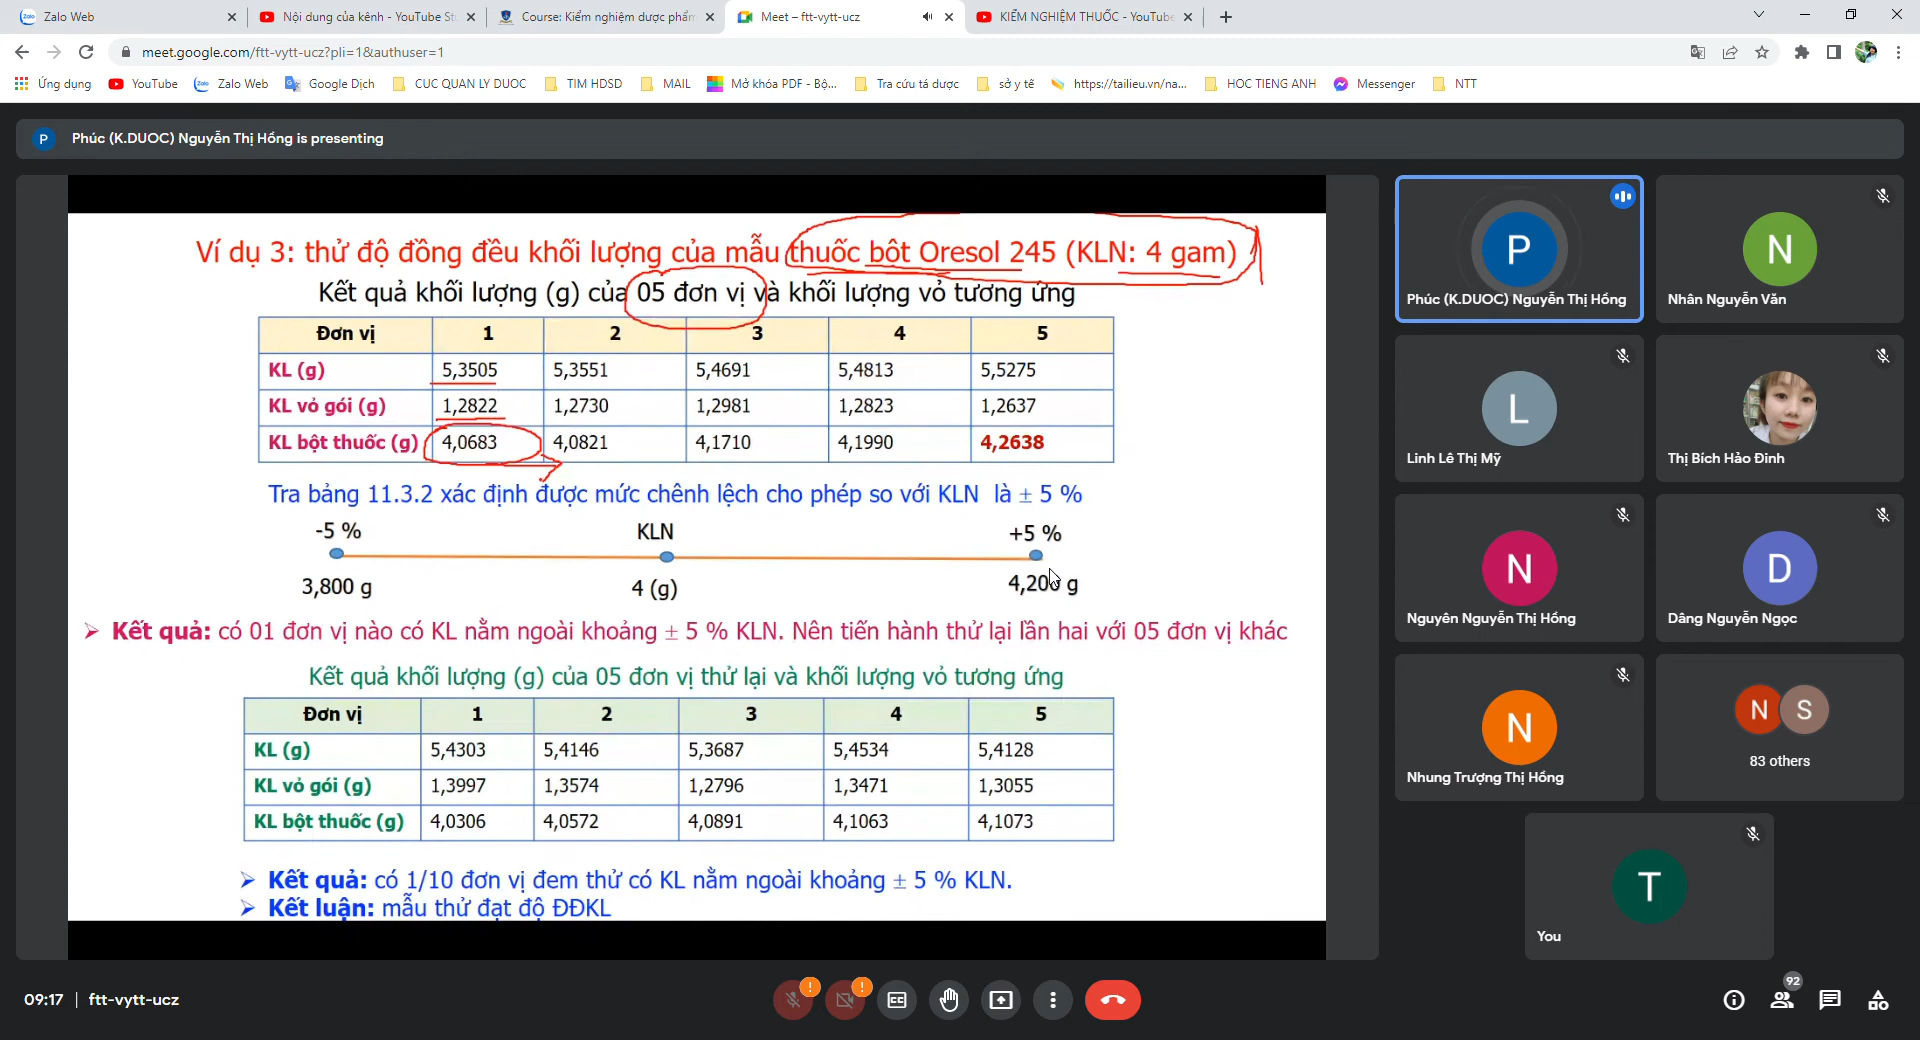 Zalo Web
Nội dung của kênh - YouTube St
Course: Kiểm nghiệm dược phẩm
Meet – ftt-vytt-ucz
KIỂM NGHIỆM THUỐC - YouTube
meet.google.com/ftt-vytt-ucz?pli=1&authuser=1
Ứng dụng
YouTube
Zalo Web
Google Dịch
CUC QUAN LY DUOC
TIM HDSD
MAIL
Mở khóa PDF - Bộ...
Tra cứu tá dược
sở y tế
https://tailieu.vn/na...
HOC TIENG ANH
Messenger
NTT
P
Phúc (K.DUOC) Nguyễn Thị Hồng is presenting
Ví dụ 3: thử độ đồng đều khối lượng của mẫu thuốc bột Oresol 245 (KLN: 4 gam)
Kết quả khối lượng (g) của 05 đơn vị và khối lượng vỏ tương ứng
Đơn vị 1 2 3 4 5
KL (g) 5,3505 5,3551 5,4691 5,4813 5,5275
KL vỏ gói (g) 1,2822 1,2730 1,2981 1,2823 1,2637
KL bột thuốc (g) 4,0683 4,0821 4,1710 4,1990 4,2638
Tra bảng 11.3.2 xác định được mức chênh lệch cho phép so với KLN là ± 5 %
-5 % KLN +5 %
3,800 g 4 (g) 4,200 g
Kết quả: có 01 đơn vị nào có KL nằm ngoài khoảng ± 5 % KLN. Nên tiến hành thử lại lần hai với 05 đơn vị khác
Kết quả khối lượng (g) của 05 đơn vị thử lại và khối lượng vỏ tương ứng
Đơn vị 1 2 3 4 5
KL (g) 5,4303 5,4146 5,3687 5,4534 5,4128
KL vỏ gói (g) 1,3997 1,3574 1,2796 1,3471 1,3055
KL bột thuốc (g) 4,0306 4,0572 4,0891 4,1063 4,1073
Kết quả: có 1/10 đơn vị đem thử có KL nằm ngoài khoảng ± 5 % KLN.
Kết luận: mẫu thử đạt độ ĐĐKL
P
Phúc (K.DUOC) Nguyễn Thị Hồng
N
Nhân Nguyễn Văn
L
Linh Lê Thị Mỹ
Thị Bích Hảo Đinh
N
Nguyên Nguyễn Thị Hồng
D
Dâng Nguyễn Ngọc
N
Nhung Trượng Thị Hồng
N S
83 others
T
You
09:17 | ftt-vytt-ucz
92